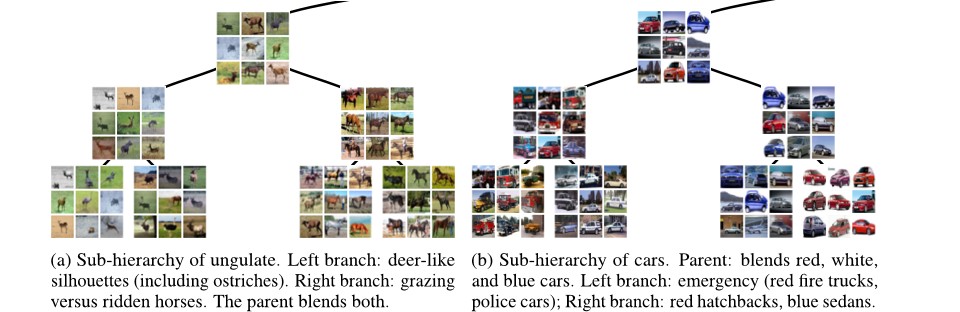 (a) Sub-hierarchy of ungulate. Left branch: deer-like
silhouettes (including ostriches). Right branch: grazing
versus ridden horses. The parent blends both.
(b) Sub-hierarchy of cars. Parent: blends red, white,
and blue cars. Left branch: emergency (red fire trucks,
police cars); Right branch: red hatchbacks, blue sedans.